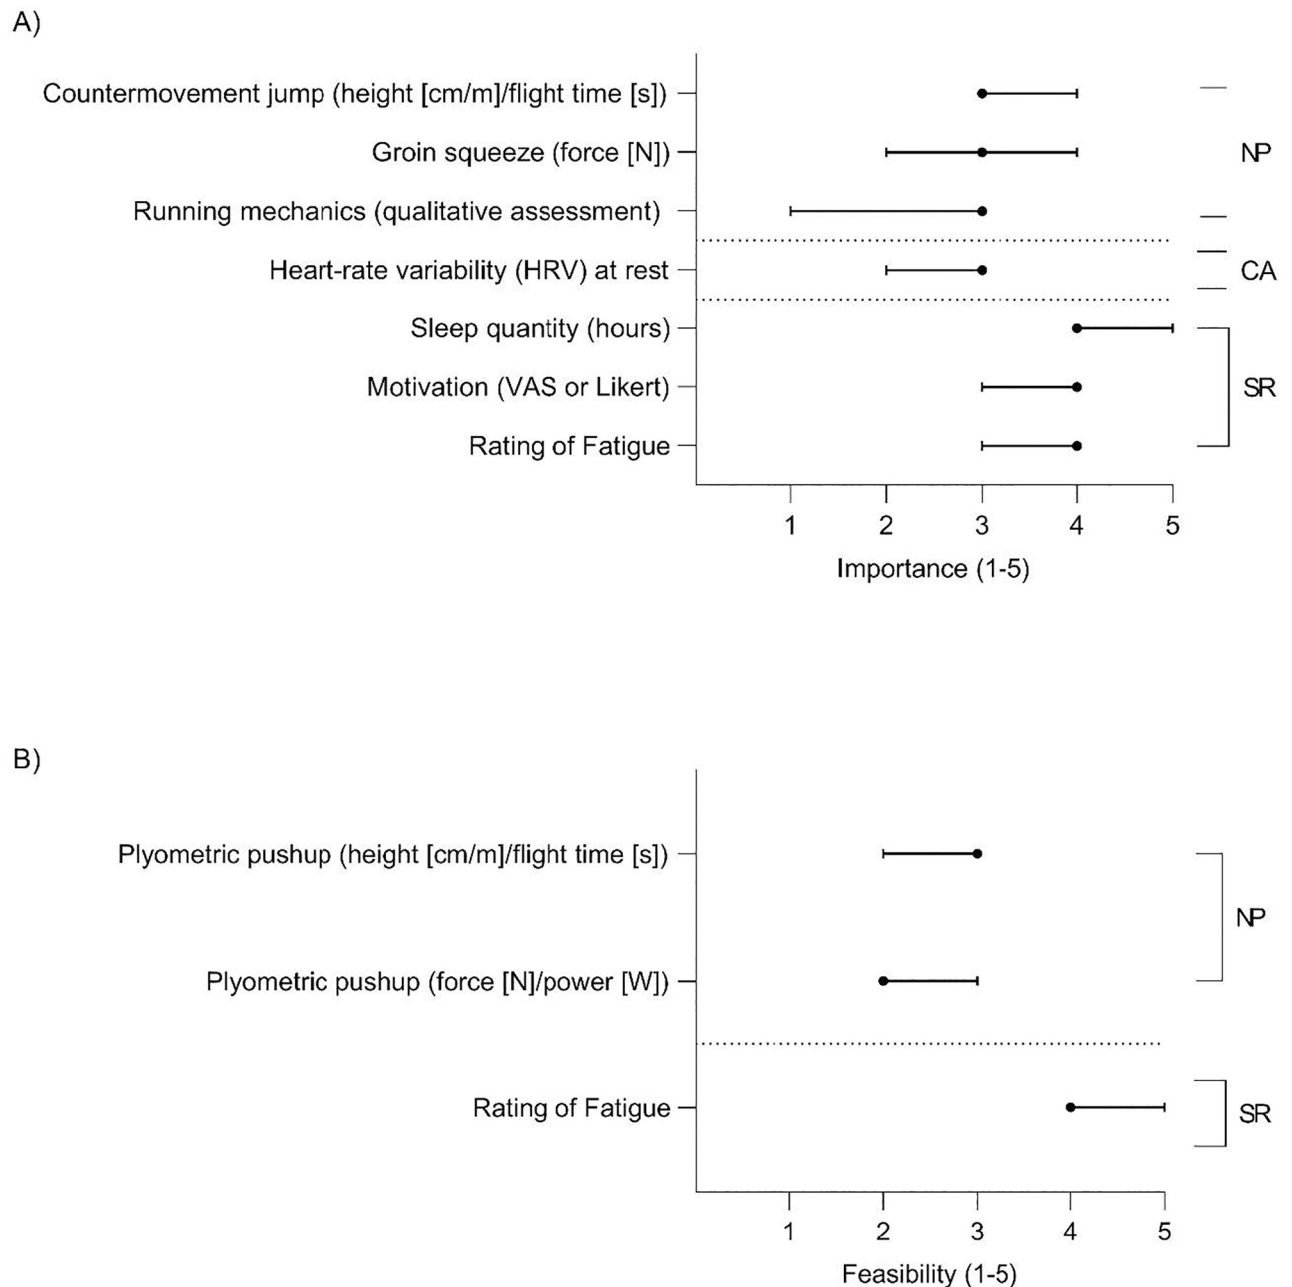 A)
Countermovement jump (height [cm/m]/flight time [s])
Groin squeeze (force [N])
NP
Running mechanics (qualitative assessment)
Heart-rate variability (HRV) at rest
CA
Sleep quantity (hours)
Motivation (VAS or Likert)
SR
Rating of Fatigue
1 2 3 4 5
Importance (1-5)
B)
Plyometric pushup (height [cm/m]/flight time [s])
NP
Plyometric pushup (force [N]/power [W])
Rating of Fatigue
SR
1 2 3 4 5
Feasibility (1-5)